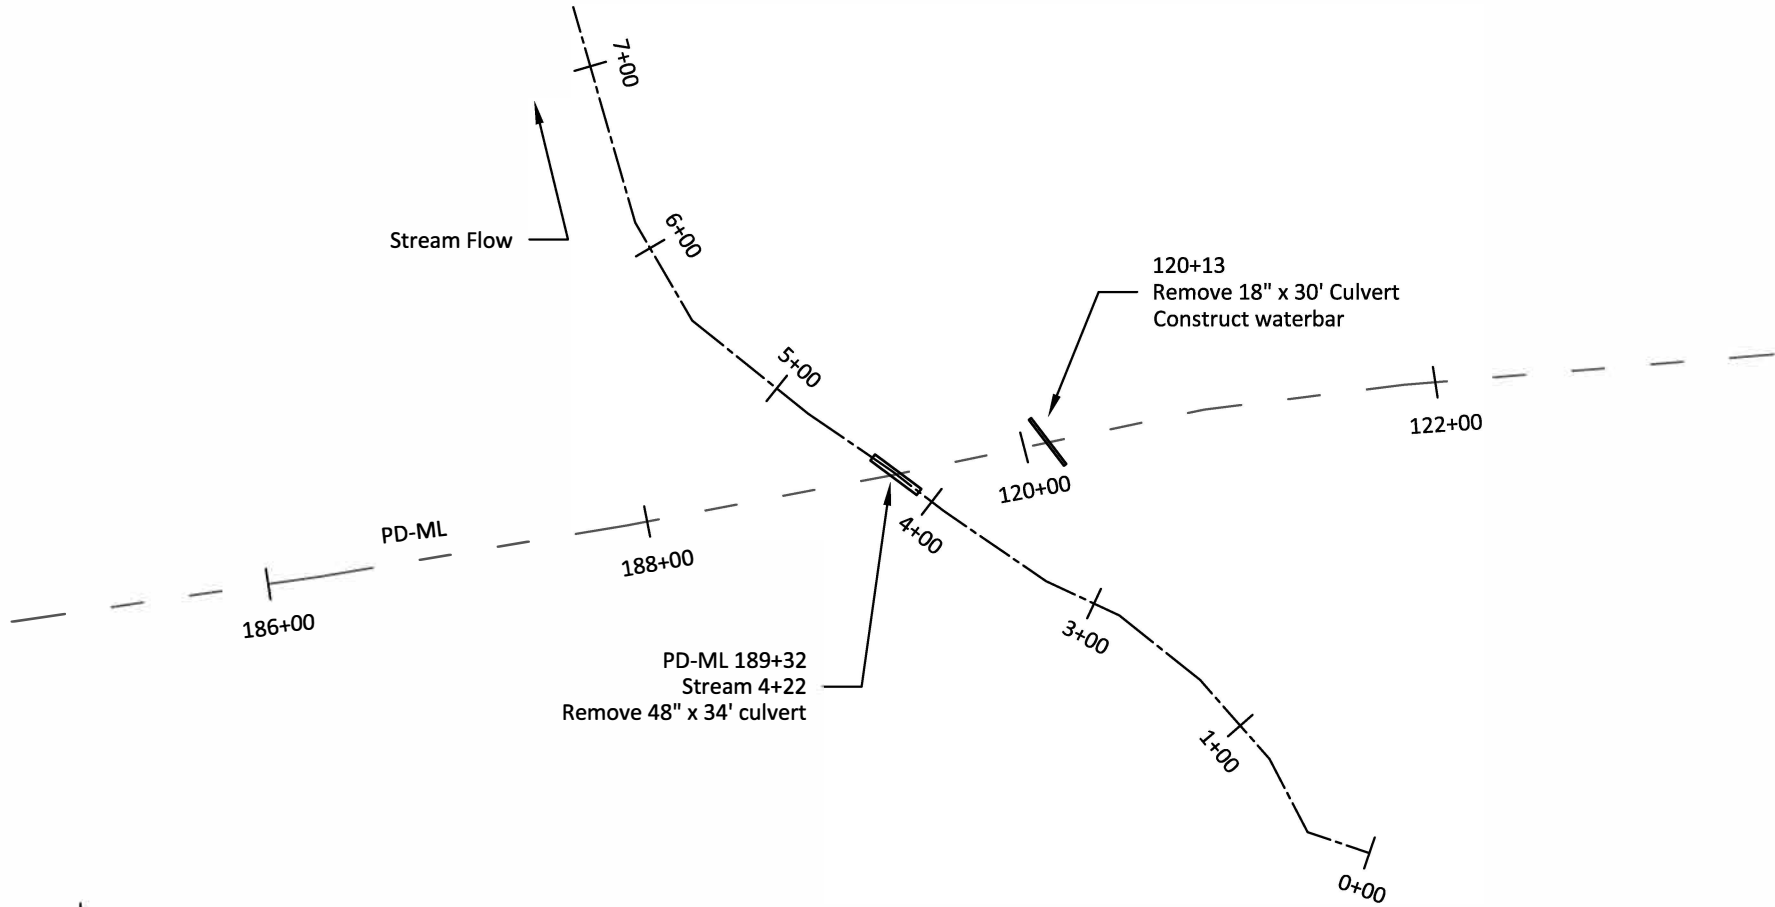 7+00
6+00
Stream Flow
120+13
Remove 18" x 30' Culvert
Construct waterbar
5+00
122+00
120+00
PD-ML
4+00
188+00
186+00
3+00
PD-ML 189+32
Stream 4+22
Remove 48" x 34' culvert
1+00
0+00